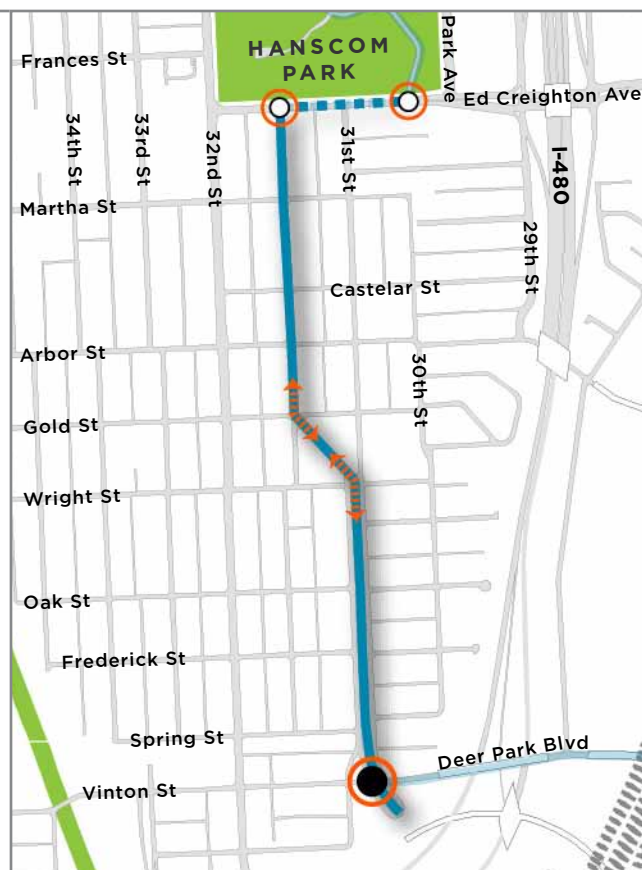 HANSCOM
PARK
Park Ave
Frances St
Ed Creighton Ave
34th St
33rd St
32nd St
31st St
I-480
Martha St
29th St
Castelar St
Arbor St
30th St
Gold St
Wright St
Oak St
Frederick St
Spring St
Deer Park Blvd
Vinton St